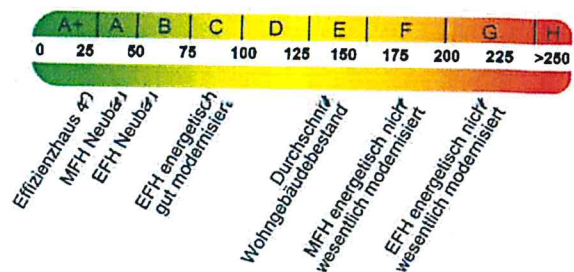 A+ A B C D E F G H
0 25 50 75 100 125 150 175 200 225 >250
Effizienzhaus 40
MFH Neubau
EFH Neubau
EFH energetisch
gut modernisiert
Durchschnitt
Wohngebäudebestand
MFH energetisch nicht
wesentlich modernisiert
EFH energetisch nicht
wesentlich modernisiert